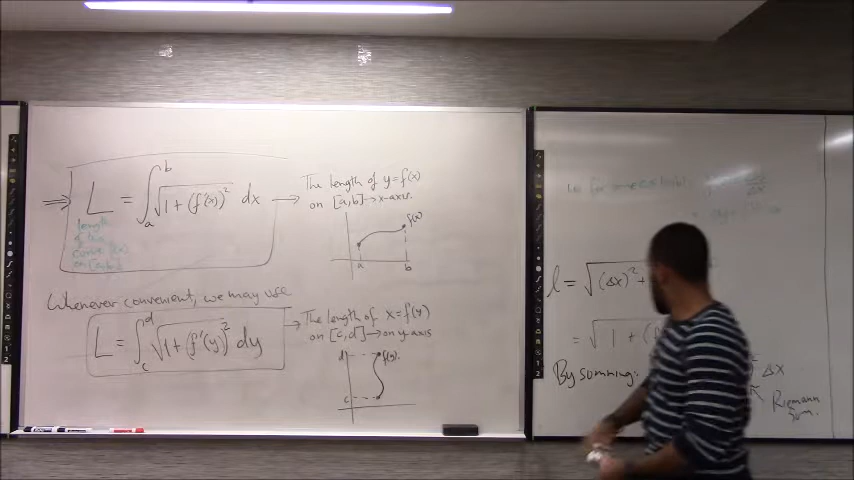 ⇒ L = ∫_a^b √(1 + (f'(x))² dx →
The length of y = f(x)
on [a,b] → x-axis.
length
of the
curve f(x)
on [a,b]
f(x)
a b
Whenever convenient, we may use
L = ∫_c^d √(1 + (f'(y))² dy →
The length of x = f(y)
on [c,d] → on y-axis
d f(y).
c
l = √((Δx)² +
= √(1 + (
By summing:
Δx
Riemann
Sum.